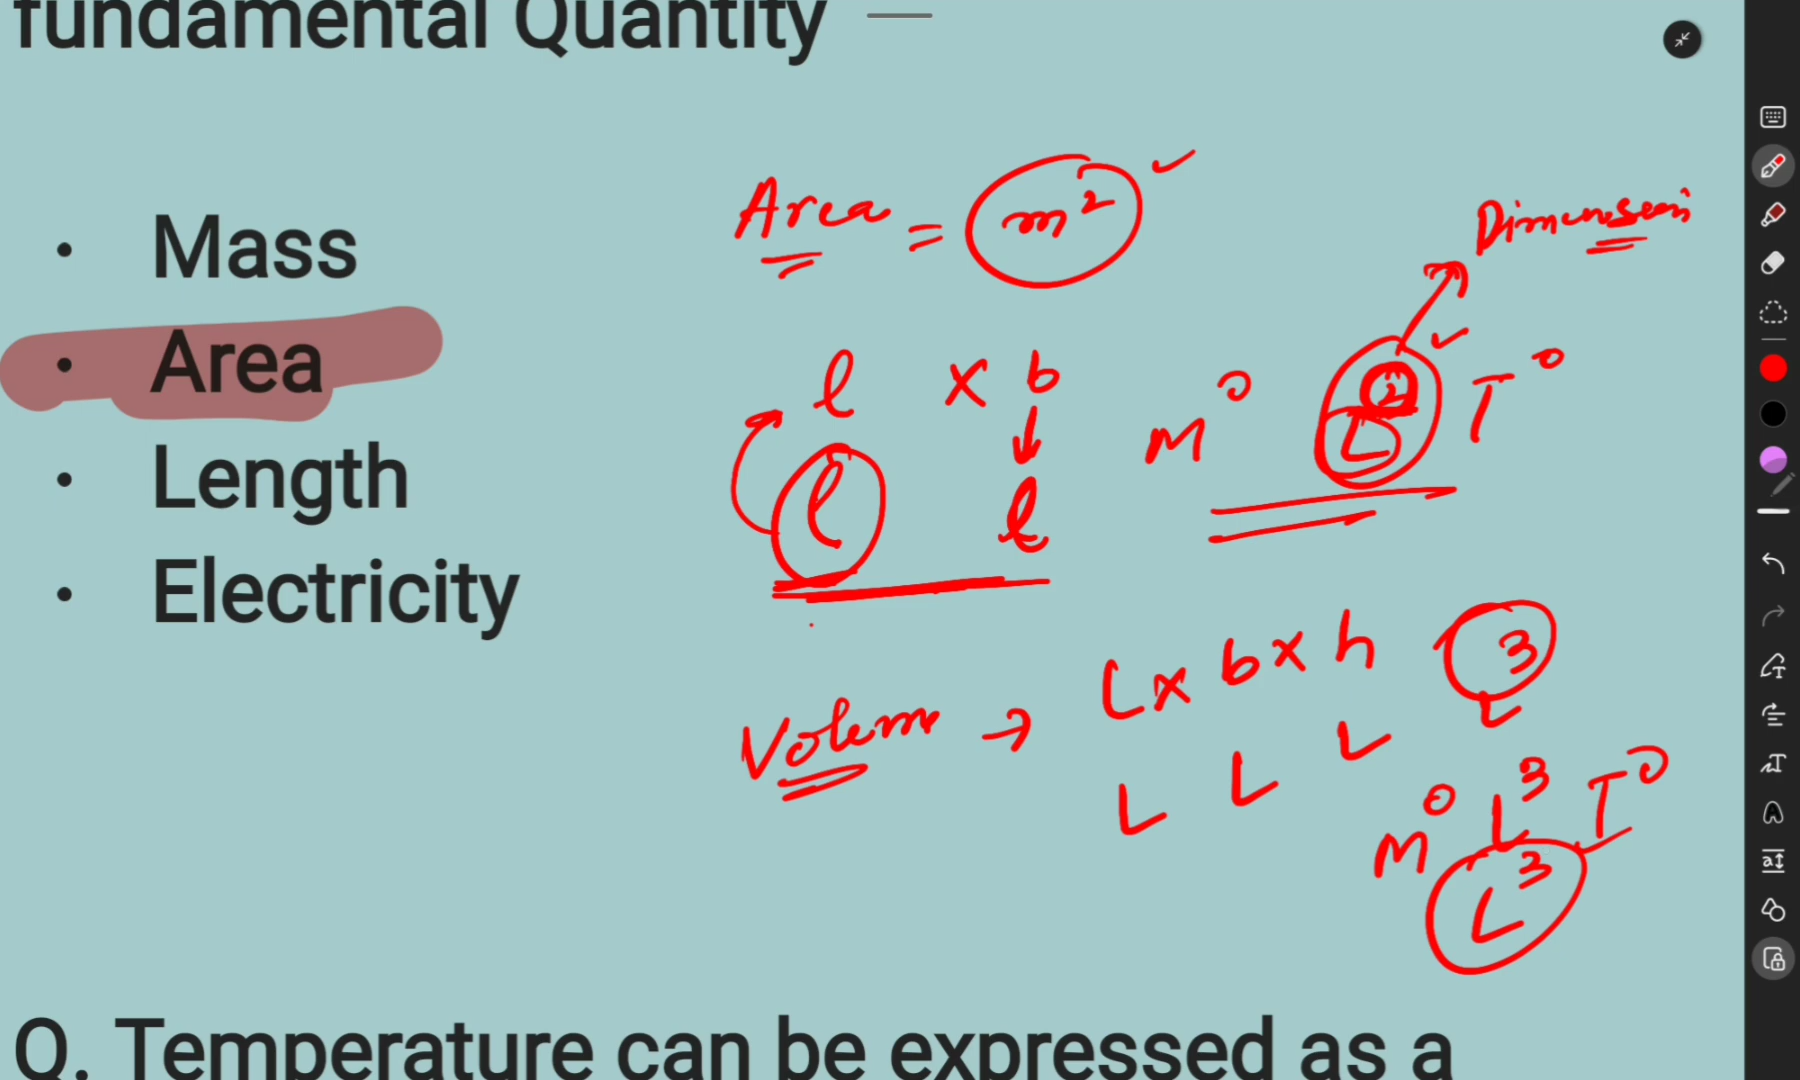 fundamental Quantity
• Mass
• Area
• Length
• Electricity
Area = m²
Dimension
l × b
l l
M⁰ L² T⁰
Volume → L × b × h
L L L
L³
M⁰ L³ T⁰
L³
Q. Temperature can be expressed as a